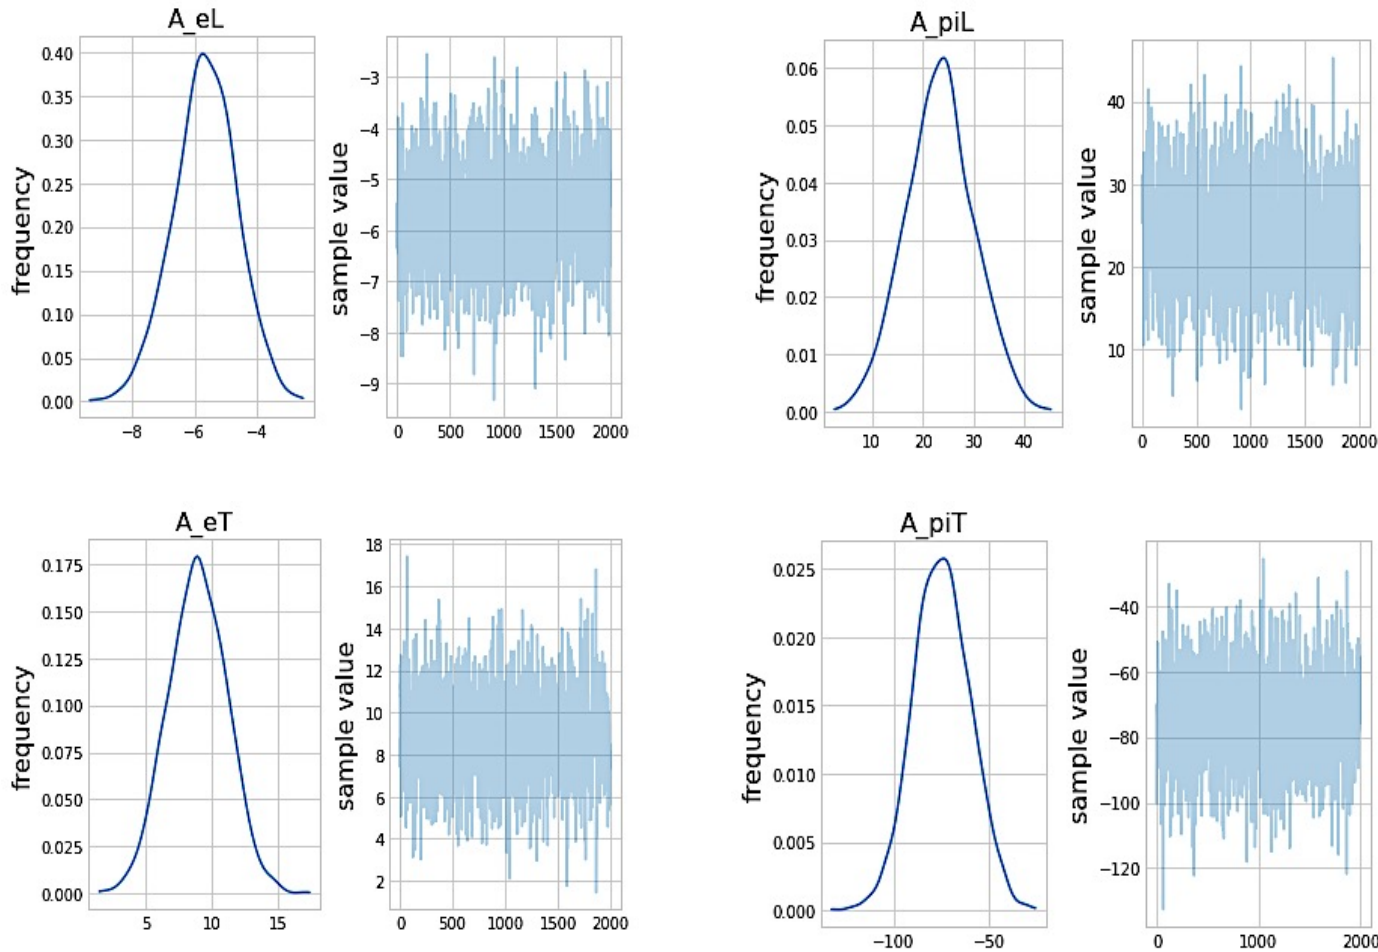 A_eL
frequency
0.40
0.35
0.30
0.25
0.20
0.15
0.10
0.05
0.00
−8 −6 −4
sample value
−3
−4
−5
−6
−7
−8
−9
0 500 1000 1500 2000
A_piL
frequency
0.06
0.05
0.04
0.03
0.02
0.01
0.00
10 20 30 40
sample value
40
30
20
10
0 500 1000 1500 2000
A_eT
frequency
0.175
0.150
0.125
0.100
0.075
0.050
0.025
0.000
5 10 15
sample value
18
16
14
12
10
8
6
4
2
0 500 1000 1500 2000
A_piT
frequency
0.025
0.020
0.015
0.010
0.005
0.000
−100 −50
sample value
−40
−60
−80
−100
−120
0 1000 2000